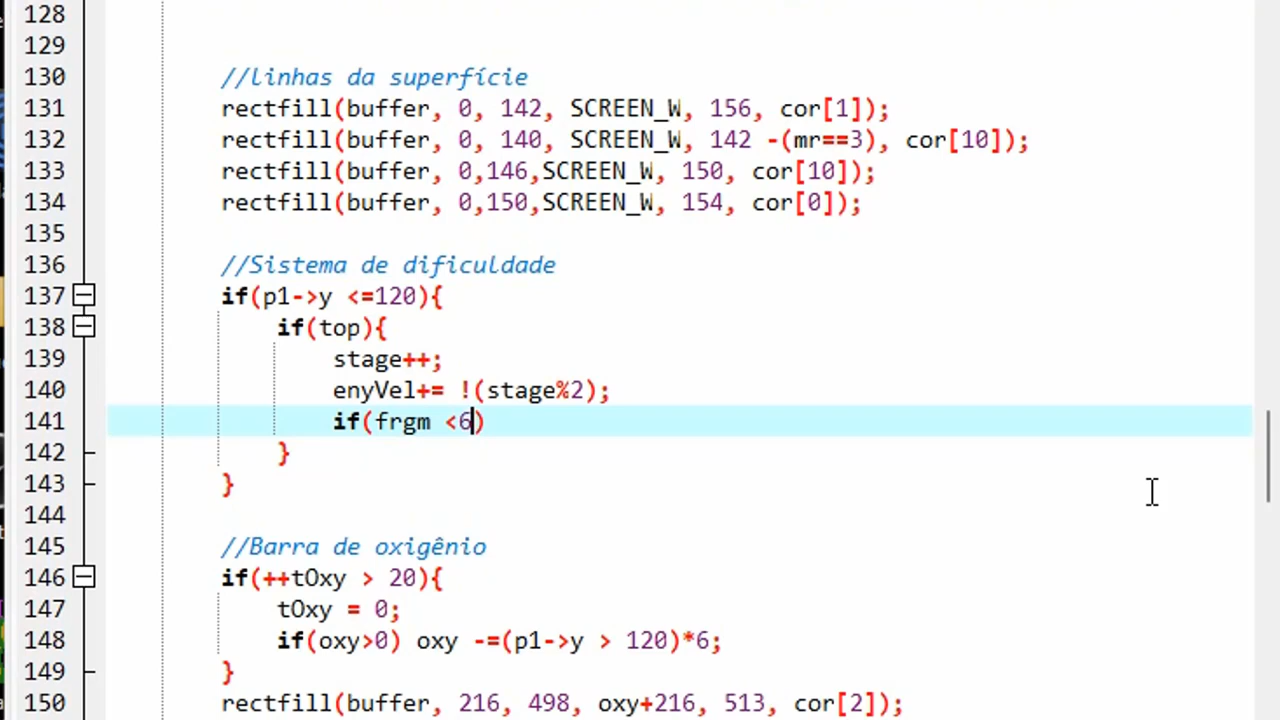 128
129
130 //linhas da superfície
131 rectfill(buffer, 0, 142, SCREEN_W, 156, cor[1]);
132 rectfill(buffer, 0, 140, SCREEN_W, 142 -(mr==3), cor[10]);
133 rectfill(buffer, 0,146,SCREEN_W, 150, cor[10]);
134 rectfill(buffer, 0,150,SCREEN_W, 154, cor[0]);
135
136 //Sistema de dificuldade
137 if(p1->y <=120){
138 if(top){
139 stage++;
140 enyVel+= !(stage%2);
141 if(frgm <6)
142 }
143 }
144
145 //Barra de oxigênio
146 if(++tOxy > 20){
147 tOxy = 0;
148 if(oxy>0) oxy -=(p1->y > 120)*6;
149 }
150 rectfill(buffer, 216, 498, oxy+216, 513, cor[2]);